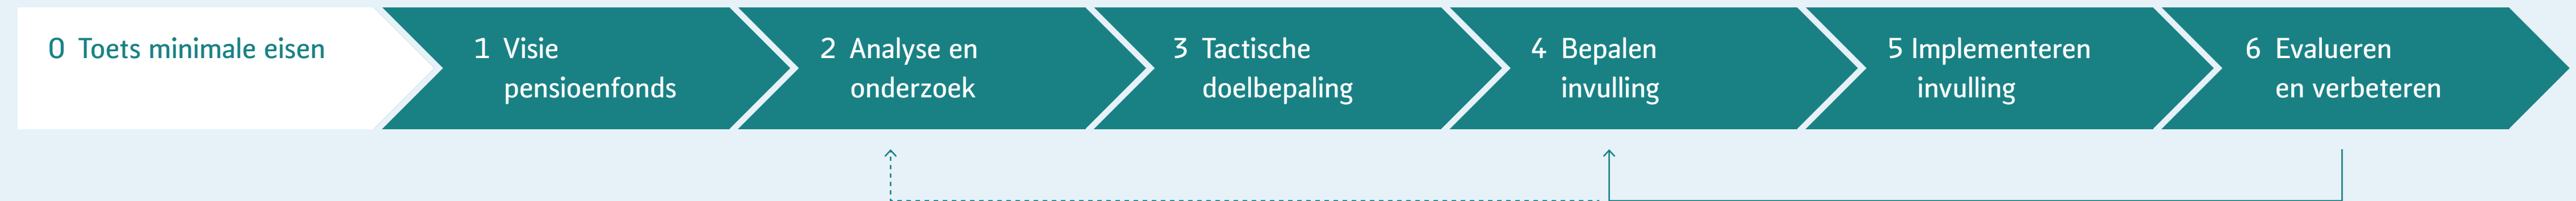 0 Toets minimale eisen
1 Visie
pensioenfonds
2 Analyse en
onderzoek
3 Tactische
doelbepaling
4 Bepalen
invulling
5 Implementeren
invulling
6 Evalueren
en verbeteren